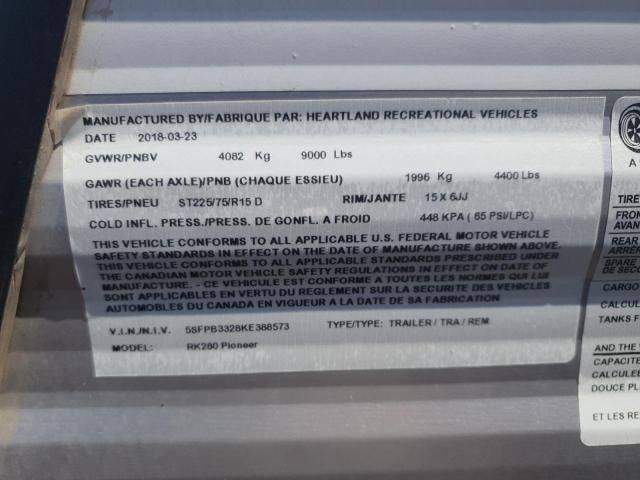 MANUFACTURED BY/FABRIQUE PAR: HEARTLAND RECREATIONAL VEHICLES
DATE 2018-03-23
GVWR/PNBV 4082 Kg 9000 Lbs
GAWR (EACH AXLE)/PNB (CHAQUE ESSIEU) 1996 Kg 4400 Lbs
TIRES/PNEU ST225/75/R15 D RIM/JANTE 15 X 6JJ
COLD INFL. PRESS./PRESS. DE GONFL. A FROID 448 KPA ( 65 PSI/LPC)
THIS VEHICLE CONFORMS TO ALL APPLICABLE U.S. FEDERAL MOTOR VEHICLE
SAFETY STANDARDS IN EFFECT ON THE DATE OF MANUFACTURE SHOWN ABOVE.
THIS VEHICLE CONFORMS TO ALL APPLICABLE STANDARDS PRESCRIBED UNDER
THE CANADIAN MOTOR VEHICLE SAFETY REGULATIONS IN EFFECT ON THE DATE OF
MANUFACTURE. - CE VEHICULE EST CONFORME A TOUTES LES NORMES QUI LUI
SONT APPLICABLES EN VERTU DU REGLEMENT SUR LA SECURITE DES VEHICLES
AUTOMOBILES DU CANADA EN VIGUEUR A LA DATE DE SA FABRICATION
V.I.N./N.I.V. 5SFPB3328KE388573 TYPE/TYPE: TRAILER / TRA / REM
MODEL: RK280 Pioneer
A
TIRE
FRON
AVAN
REAR
ARRIÈR
SPARE
DE SEC
CARGO
CALCUL
TANKS F
AND THE
CAPACITE
CALCULEE
DOUCE PL
ET LES R